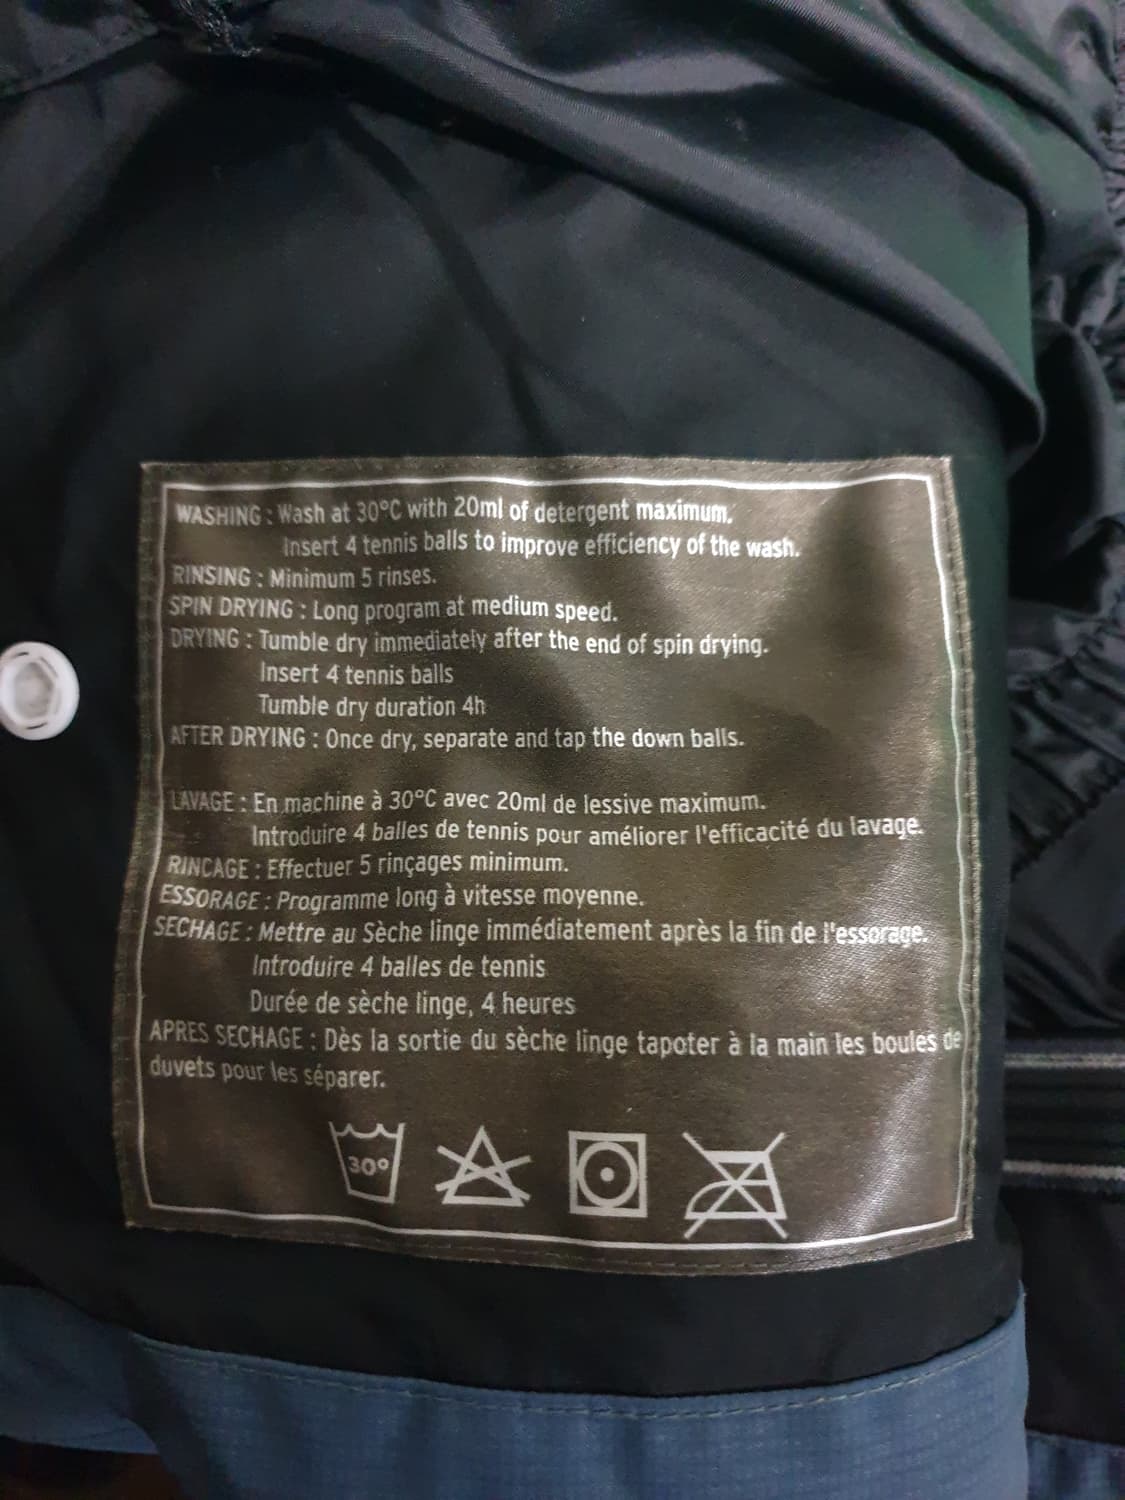 WASHING : Wash at 30°C with 20ml of detergent maximum.
Insert 4 tennis balls to improve efficiency of the wash.
RINSING : Minimum 5 rinses.
SPIN DRYING : Long program at medium speed.
DRYING : Tumble dry immediately after the end of spin drying.
Insert 4 tennis balls
Tumble dry duration 4h
AFTER DRYING : Once dry, separate and tap the down balls.
LAVAGE : En machine à 30°C avec 20ml de lessive maximum.
Introduire 4 balles de tennis pour améliorer l'efficacité du lavage.
RINCAGE : Effectuer 5 rinçages minimum.
ESSORAGE : Programme long à vitesse moyenne.
SECHAGE : Mettre au Sèche linge immédiatement après la fin de l'essorage.
Introduire 4 balles de tennis
Durée de sèche linge, 4 heures
APRES SECHAGE : Dès la sortie du sèche linge tapoter à la main les boules de
duvets pour les séparer.
30°